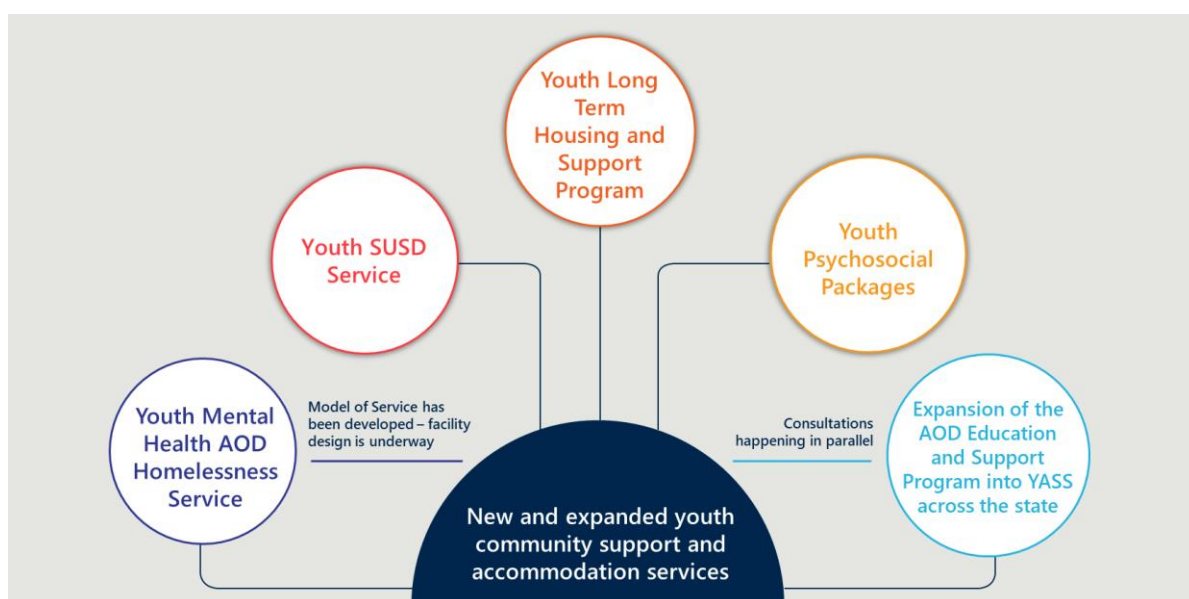 Youth Long
Term
Housing and
Support
Program
Youth SUSD
Service
Youth
Psychosocial
Packages
Youth Mental
Health AOD
Homelessness
Service
Model of Service has
been developed – facility
design is underway
Consultations
happening in parallel
Expansion of the
AOD Education
and Support
Program into YASS
across the state
New and expanded youth
community support and
accommodation services